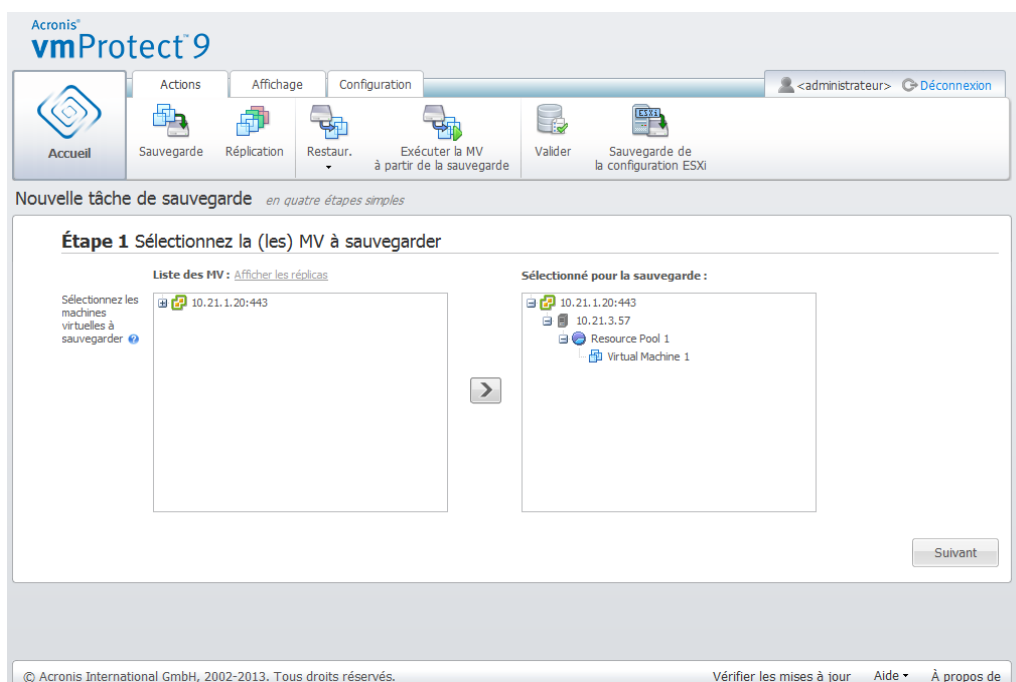 Acronis®
vmProtect™9
Actions
Affichage
Configuration
<administrateur>
Déconnexion
Accueil
Sauvegarde
Réplication
Restaur.
Exécuter la MV
à partir de la sauvegarde
Valider
ESXi
Sauvegarde de
la configuration ESXi
Nouvelle tâche de sauvegarde en quatre étapes simples
Étape 1 Sélectionnez la (les) MV à sauvegarder
Liste des MV : Afficher les réplicas
Sélectionné pour la sauvegarde :
Sélectionnez les
machines
virtuelles à
sauvegarder
10.21.1.20:443
10.21.1.20:443
10.21.3.57
Resource Pool 1
Virtual Machine 1
Suivant
© Acronis International GmbH, 2002-2013. Tous droits réservés.
Vérifier les mises à jour
Aide
À propos de